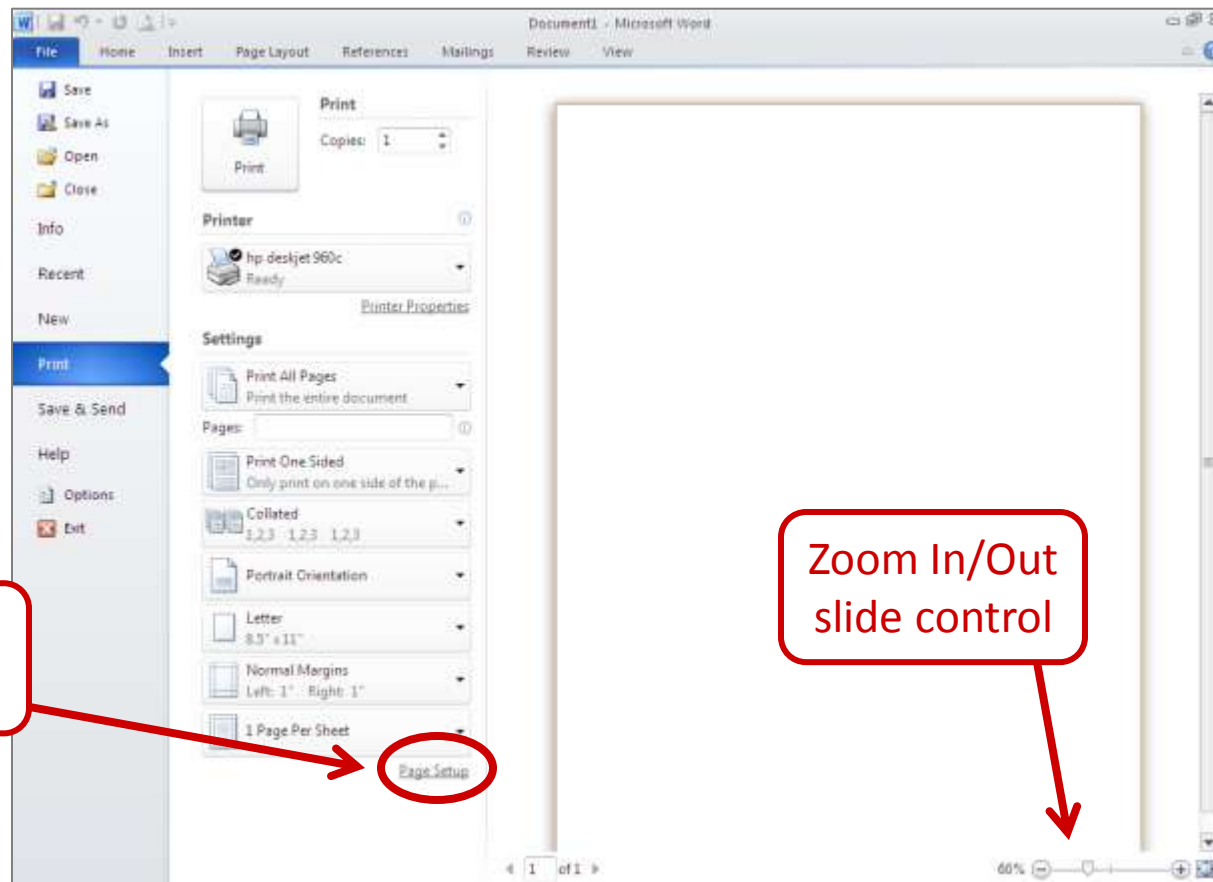 W
Document1 - Microsoft Word
File Home Insert Page Layout References Mailings Review View
Save
Save As
Open
Close
Info
Recent
New
Print
Save & Send
Help
Options
Exit
Print
Print
Copies: 1
Printer
hp deskjet 960c
Ready
Printer Properties
Settings
Print All Pages
Print the entire document
Pages:
Print One Sided
Only print on one side of the p...
Collated
1,2,3 1,2,3 1,2,3
Portrait Orientation
Letter
8.5" x 11"
Normal Margins
Left: 1" Right: 1"
1 Page Per Sheet
Page Setup
Zoom In/Out
slide control
1 of 1
66%